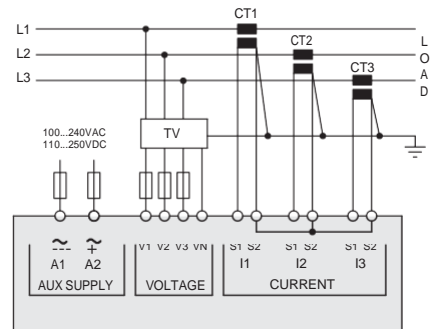 CT1
L1
CT2
L2
CT3
L3
L
O
A
D
100...240VAC
110...250VDC
TV
V1 V2 V3 VN
S1 S2 S1 S2 S1 S2
A1 A2
I1 I2 I3
AUX SUPPLY
VOLTAGE
CURRENT